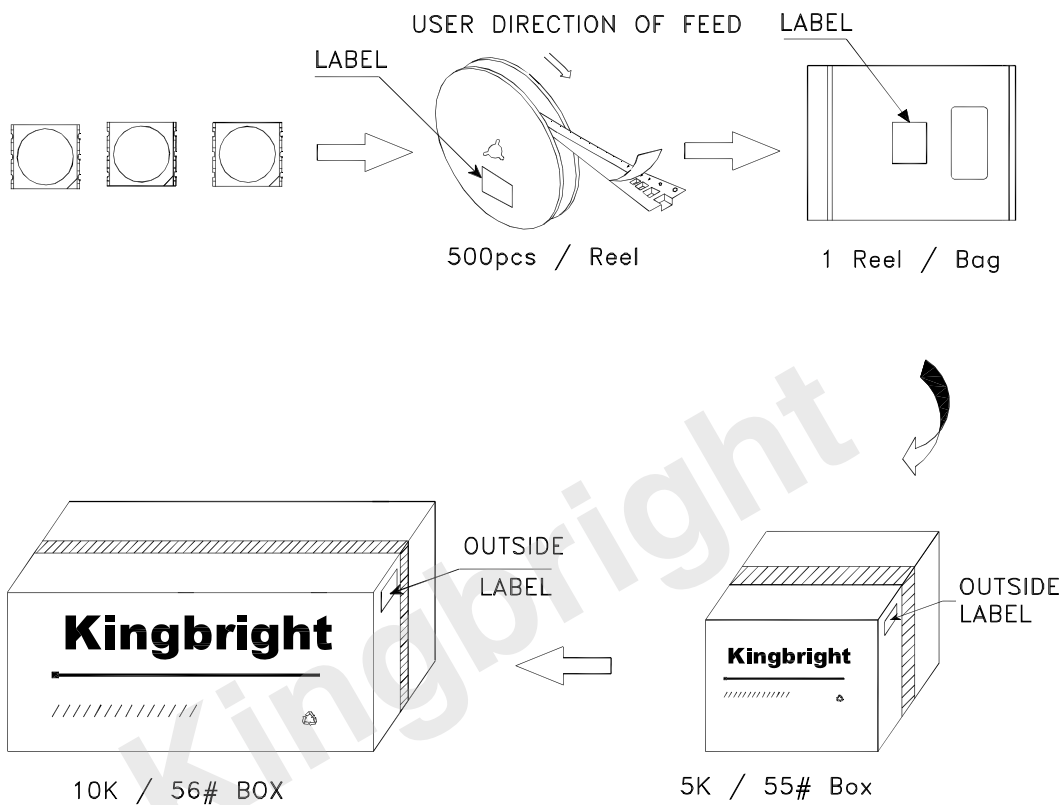 USER DIRECTION OF FEED
LABEL
LABEL
500pcs / Reel
1 Reel / Bag
OUTSIDE
LABEL
Kingbright
10K / 56# BOX
OUTSIDE
LABEL
Kingbright
5K / 55# Box
Kingbright